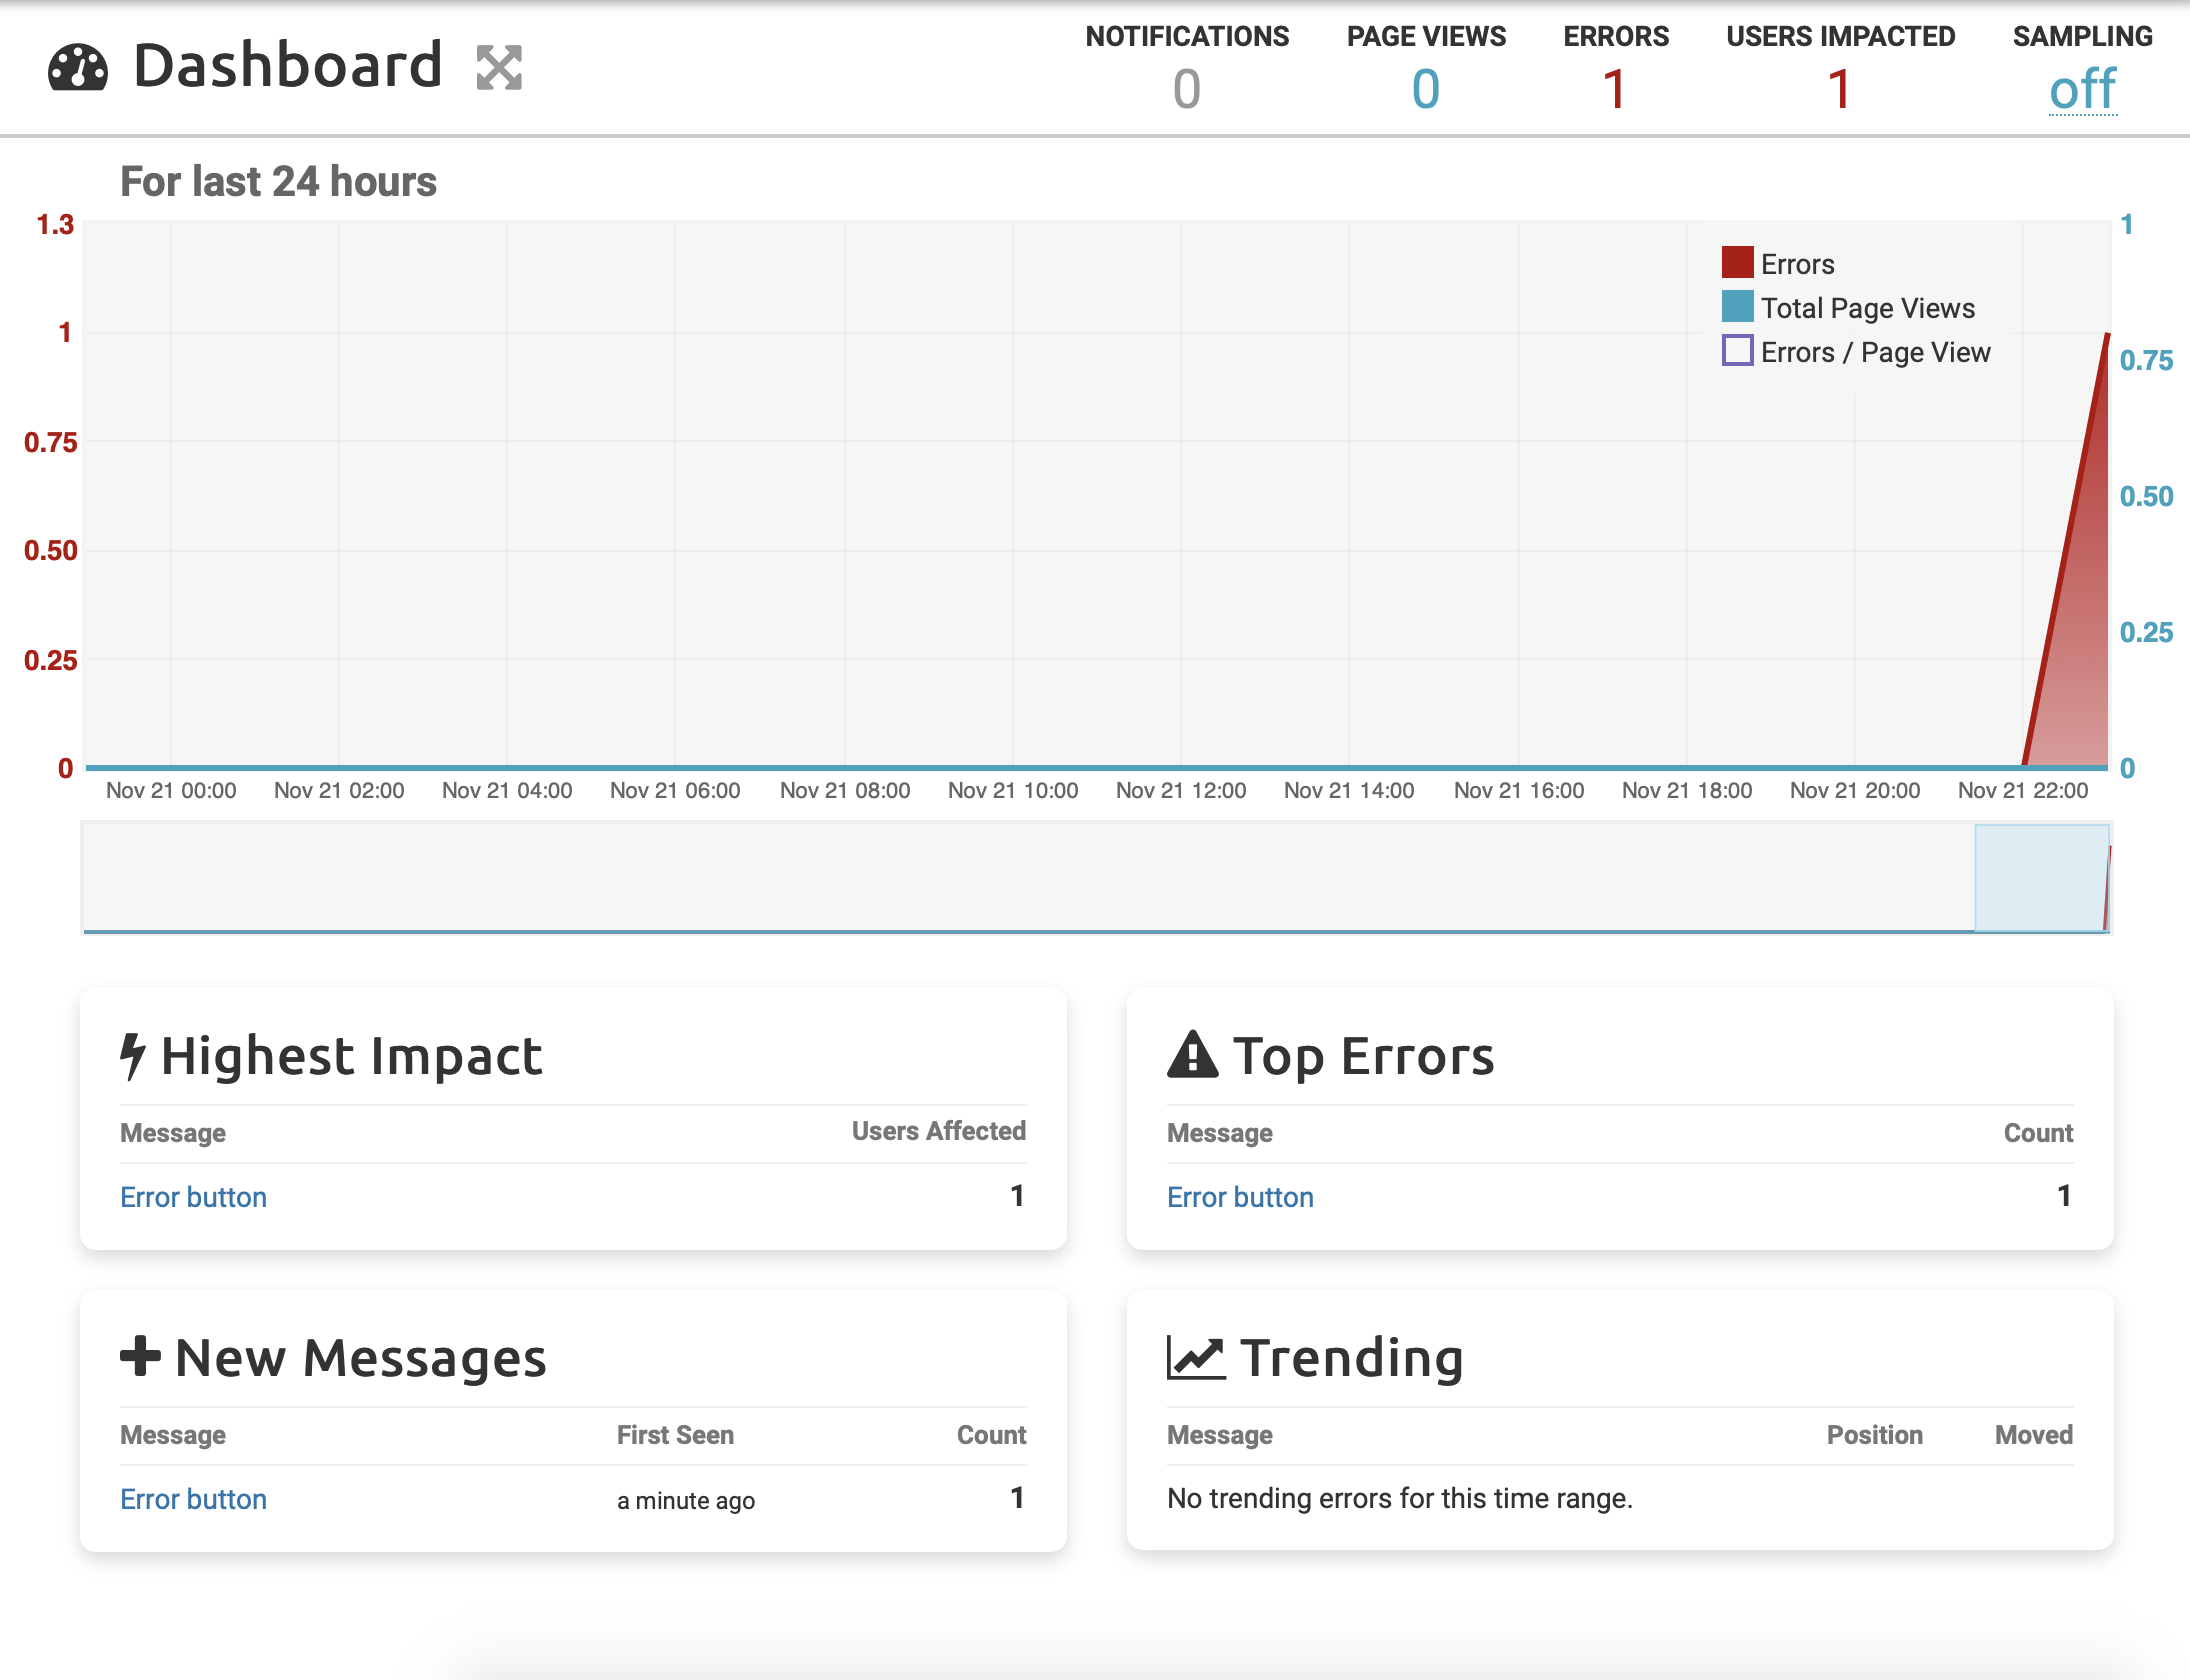 Dashboard
NOTIFICATIONS PAGE VIEWS ERRORS USERS IMPACTED SAMPLING
0 0 1 1 off
For last 24 hours
1.3
1
0.75
0.50
0.25
0
Errors
Total Page Views
Errors / Page View
1
0.75
0.50
0.25
0
Nov 21 00:00 Nov 21 02:00 Nov 21 04:00 Nov 21 06:00 Nov 21 08:00 Nov 21 10:00 Nov 21 12:00 Nov 21 14:00 Nov 21 16:00 Nov 21 18:00 Nov 21 20:00 Nov 21 22:00
Highest Impact
Message Users Affected
Error button 1
Top Errors
Message Count
Error button 1
New Messages
Message First Seen Count
Error button a minute ago 1
Trending
Message Position Moved
No trending errors for this time range.